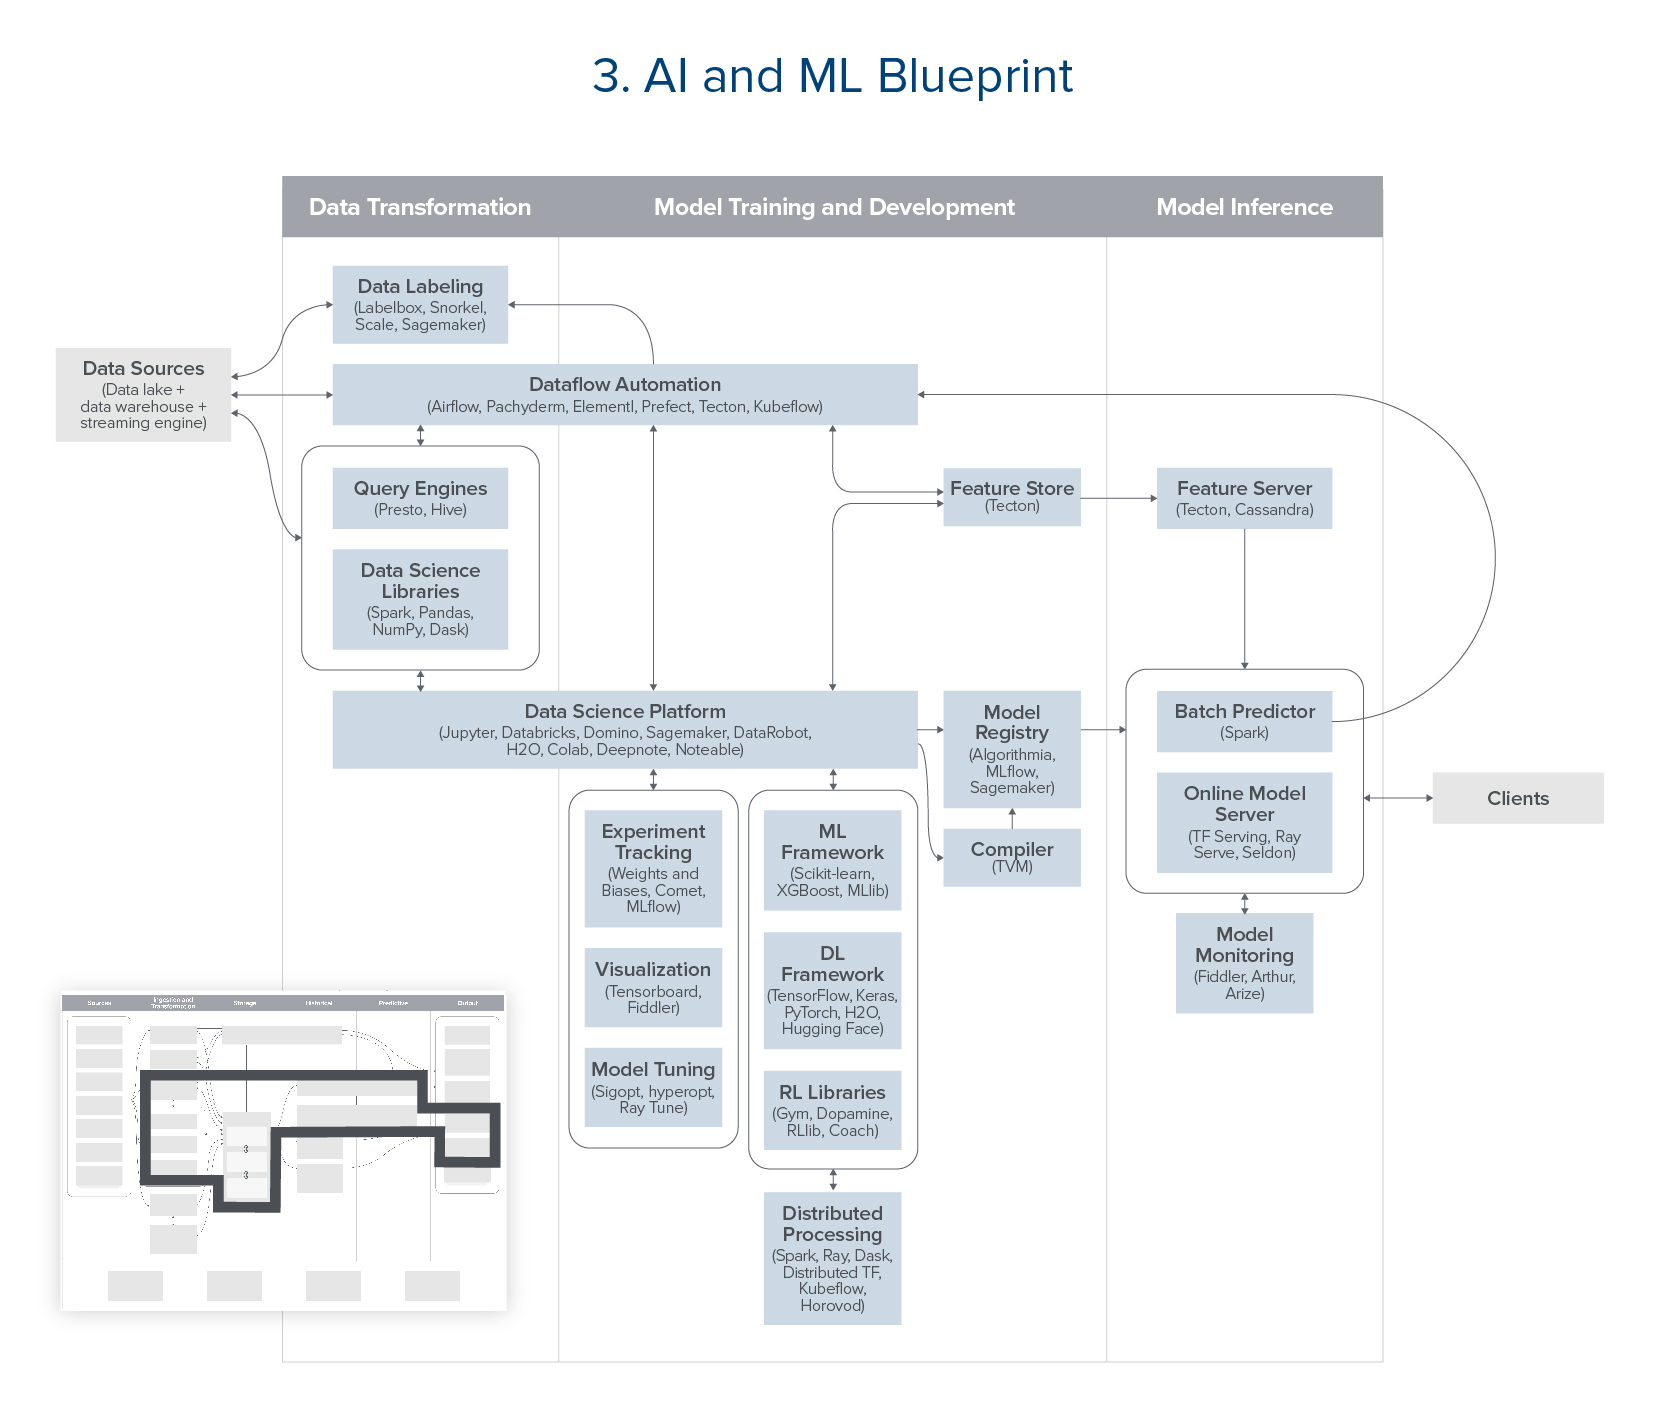 3. AI and ML Blueprint
Data Transformation
Model Training and Development
Model Inference
Data Labeling
(Labelbox, Snorkel,
Scale, Sagemaker)
Data Sources
(Data lake +
data warehouse +
streaming engine)
Dataflow Automation
(Airflow, Pachyderm, Elementl, Prefect, Tecton, Kubeflow)
Query Engines
(Presto, Hive)
Feature Store
(Tecton)
Feature Server
(Tecton, Cassandra)
Data Science
Libraries
(Spark, Pandas,
NumPy, Dask)
Data Science Platform
(Jupyter, Databricks, Domino, Sagemaker, DataRobot,
H2O, Colab, Deepnote, Noteable)
Model
Registry
(Algorithmia,
MLflow,
Sagemaker)
Batch Predictor
(Spark)
Online Model
Server
(TF Serving, Ray
Serve, Seldon)
Clients
Experiment
Tracking
(Weights and
Biases, Comet,
MLflow)
ML
Framework
(Scikit-learn,
XGBoost, MLlib)
Compiler
(TVM)
Model
Monitoring
(Fiddler, Arthur,
Arize)
Visualization
(Tensorboard,
Fiddler)
DL
Framework
(TensorFlow, Keras,
PyTorch, H2O,
Hugging Face)
Model Tuning
(Sigopt, hyperopt,
Ray Tune)
RL Libraries
(Gym, Dopamine,
RLlib, Coach)
Distributed
Processing
(Spark, Ray, Dask,
Distributed TF,
Kubeflow,
Horovod)
Sources
Ingestion and
Transformation
Storage
Historical
Predictive
Output